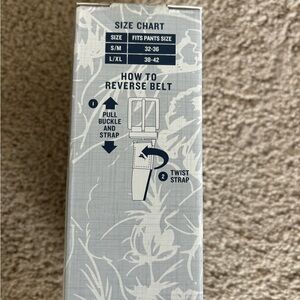 SIZE CHART
SIZE FITS PANTS SIZE
S/M 32-36
L/XL 38-42
HOW TO
REVERSE BELT
1
PULL
BUCKLE
AND
STRAP
2 TWIST
STRAP